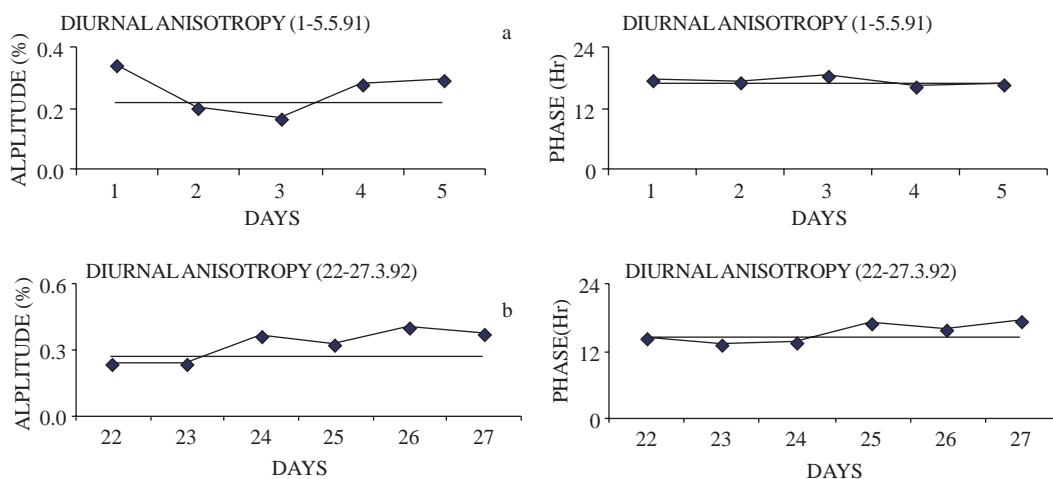 DIURNAL ANISOTROPY (1-5.5.91)
ALPLITUDE (%)
0.4
0.2
0.0
1 2 3 4 5
DAYS
a
DIURNAL ANISOTROPY (1-5.5.91)
PHASE (Hr)
24
12
0
1 2 3 4 5
DAYS
DIURNAL ANISOTROPY (22-27.3.92)
ALPLITUDE (%)
0.6
0.3
0.0
22 23 24 25 26 27
DAYS
b
DIURNAL ANISOTROPY (22-27.3.92)
PHASE(Hr)
24
12
0
22 23 24 25 26 27
DAYS